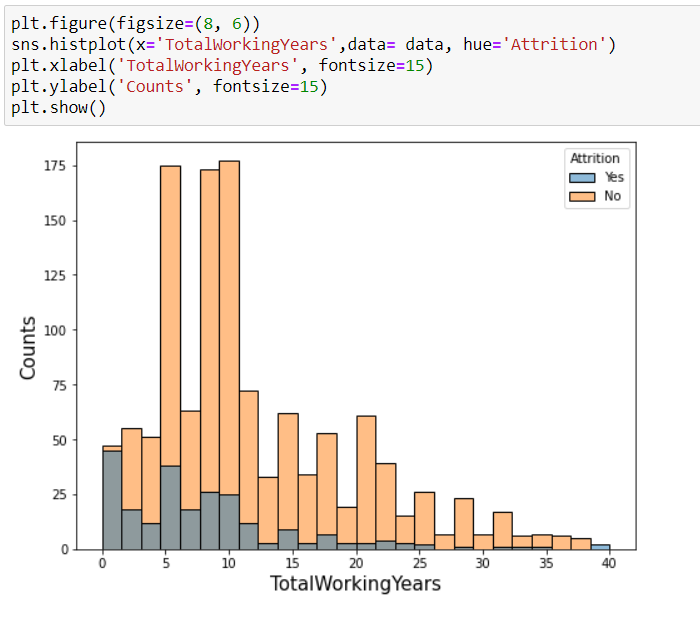 plt.figure(figsize=(8, 6))
sns.histplot(x='TotalWorkingYears',data= data, hue='Attrition')
plt.xlabel('TotalWorkingYears', fontsize=15)
plt.ylabel('Counts', fontsize=15)
plt.show()
Attrition
Yes
No
175
150
125
100
75
50
25
0
Counts
0 5 10 15 20 25 30 35 40
TotalWorkingYears